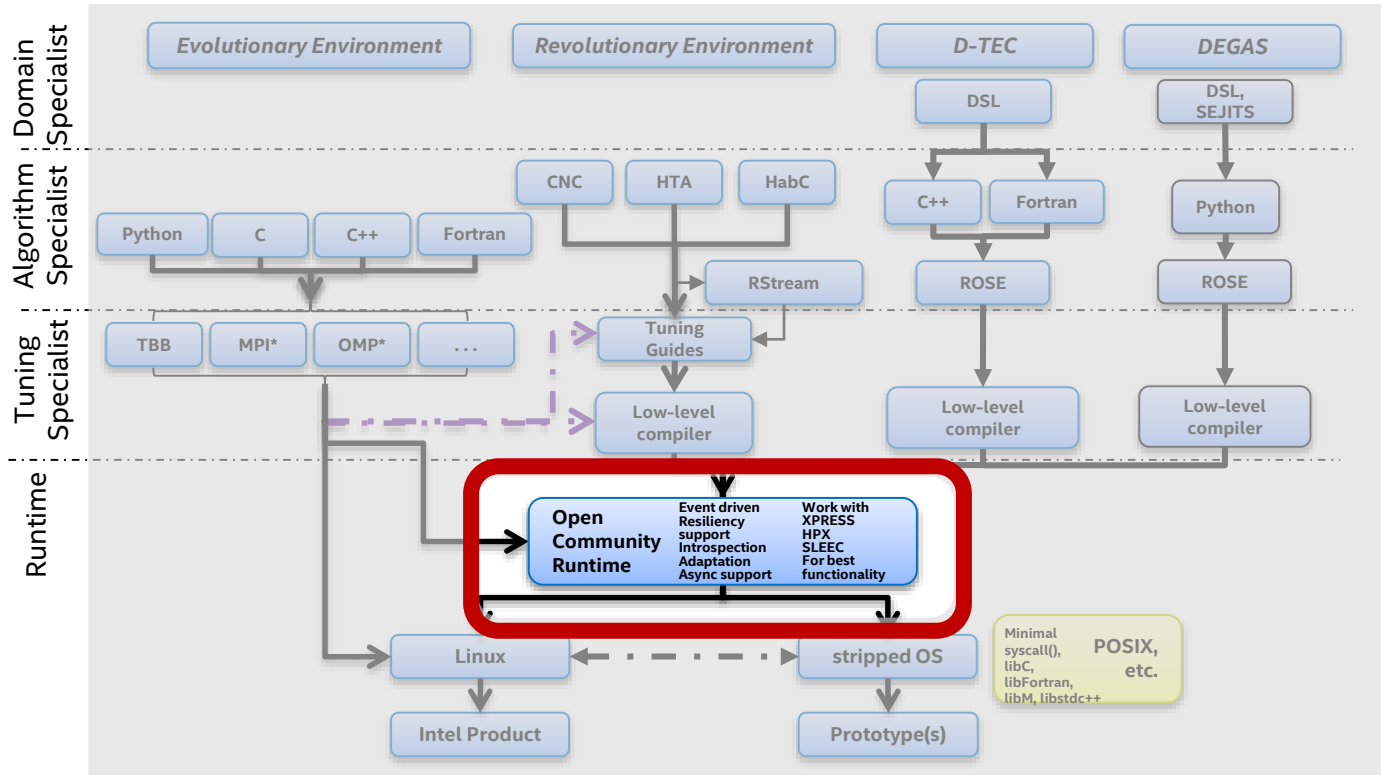 Domain
Specialist
Evolutionary Environment
Revolutionary Environment
D-TEC
DEGAS
DSL
DSL,
SEJITS
Algorithm
Specialist
CNC
HTA
HabC
C++
Fortran
Python
Python
C
C++
Fortran
RStream
ROSE
ROSE
Tuning
Specialist
TBB
MPI*
OMP*
...
Tuning
Guides
Low-level
compiler
Low-level
compiler
Low-level
compiler
Runtime
Open
Community
Runtime
Event driven
Resiliency
support
Introspection
Adaptation
Async support
Work with
XPRESS
HPX
SLEEC
For best
functionality
Linux
stripped OS
Minimal
syscall(),
libC,
libFortran,
libM, libstdc++
POSIX,
etc.
Intel Product
Prototype(s)